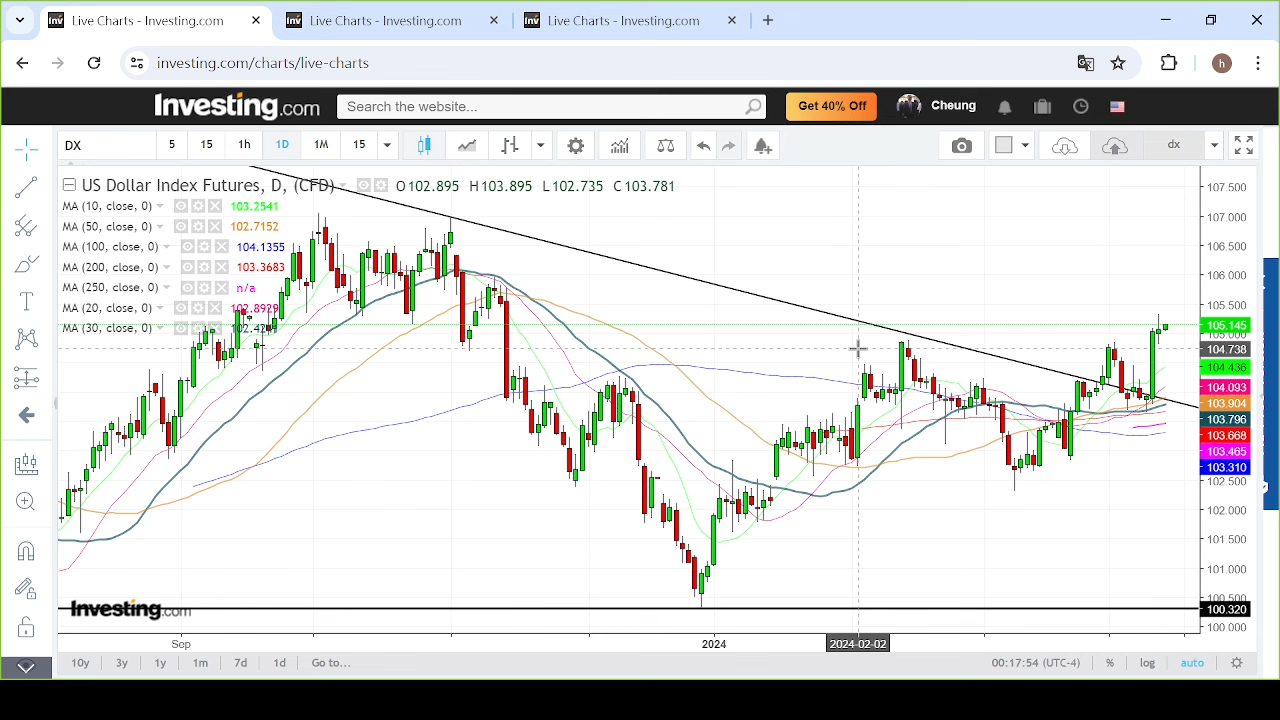 Live Charts - Investing.com
Live Charts - Investing.com
Live Charts - Investing.com
investing.com/charts/live-charts
h
Investing.com
Search the website...
Get 40% Off
Cheung
DX
5
15
1h
1D
1M
15
dx
US Dollar Index Futures, D, (CFD)
O102.895 H103.895 L102.735 C103.781
MA (10, close, 0) 103.2541
MA (50, close, 0) 102.7152
MA (100, close, 0) 104.1355
MA (200, close, 0) 103.3683
MA (250, close, 0) n/a
MA (20, close, 0) 102.8929
MA (30, close, 0)
107.500
107.000
106.500
106.000
105.500
105.145
104.738
104.436
104.093
103.904
103.796
103.668
103.465
103.310
102.500
102.000
101.500
101.000
100.320
100.000
Investing.com
Sep
2024
2024-02-02
10y
3y
1y
1m
7d
1d
Go to...
00:17:54 (UTC-4)
%
log
auto